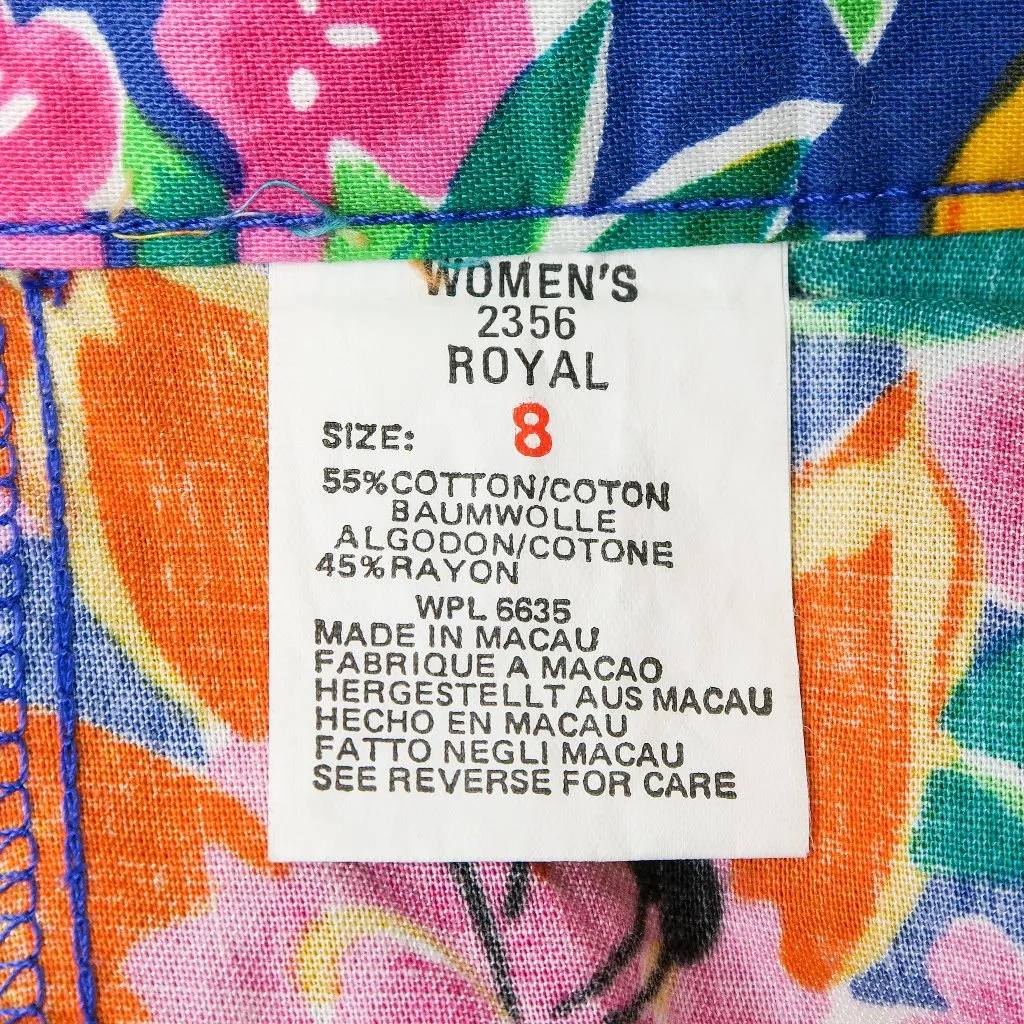 WOMEN'S
2356
ROYAL
SIZE: 8
55%COTTON/COTON
BAUMWOLLE
ALGODON/COTONE
45%RAYON
WPL 6635
MADE IN MACAU
FABRIQUE A MACAO
HERGESTELLT AUS MACAU
HECHO EN MACAU
FATTO NEGLI MACAU
SEE REVERSE FOR CARE